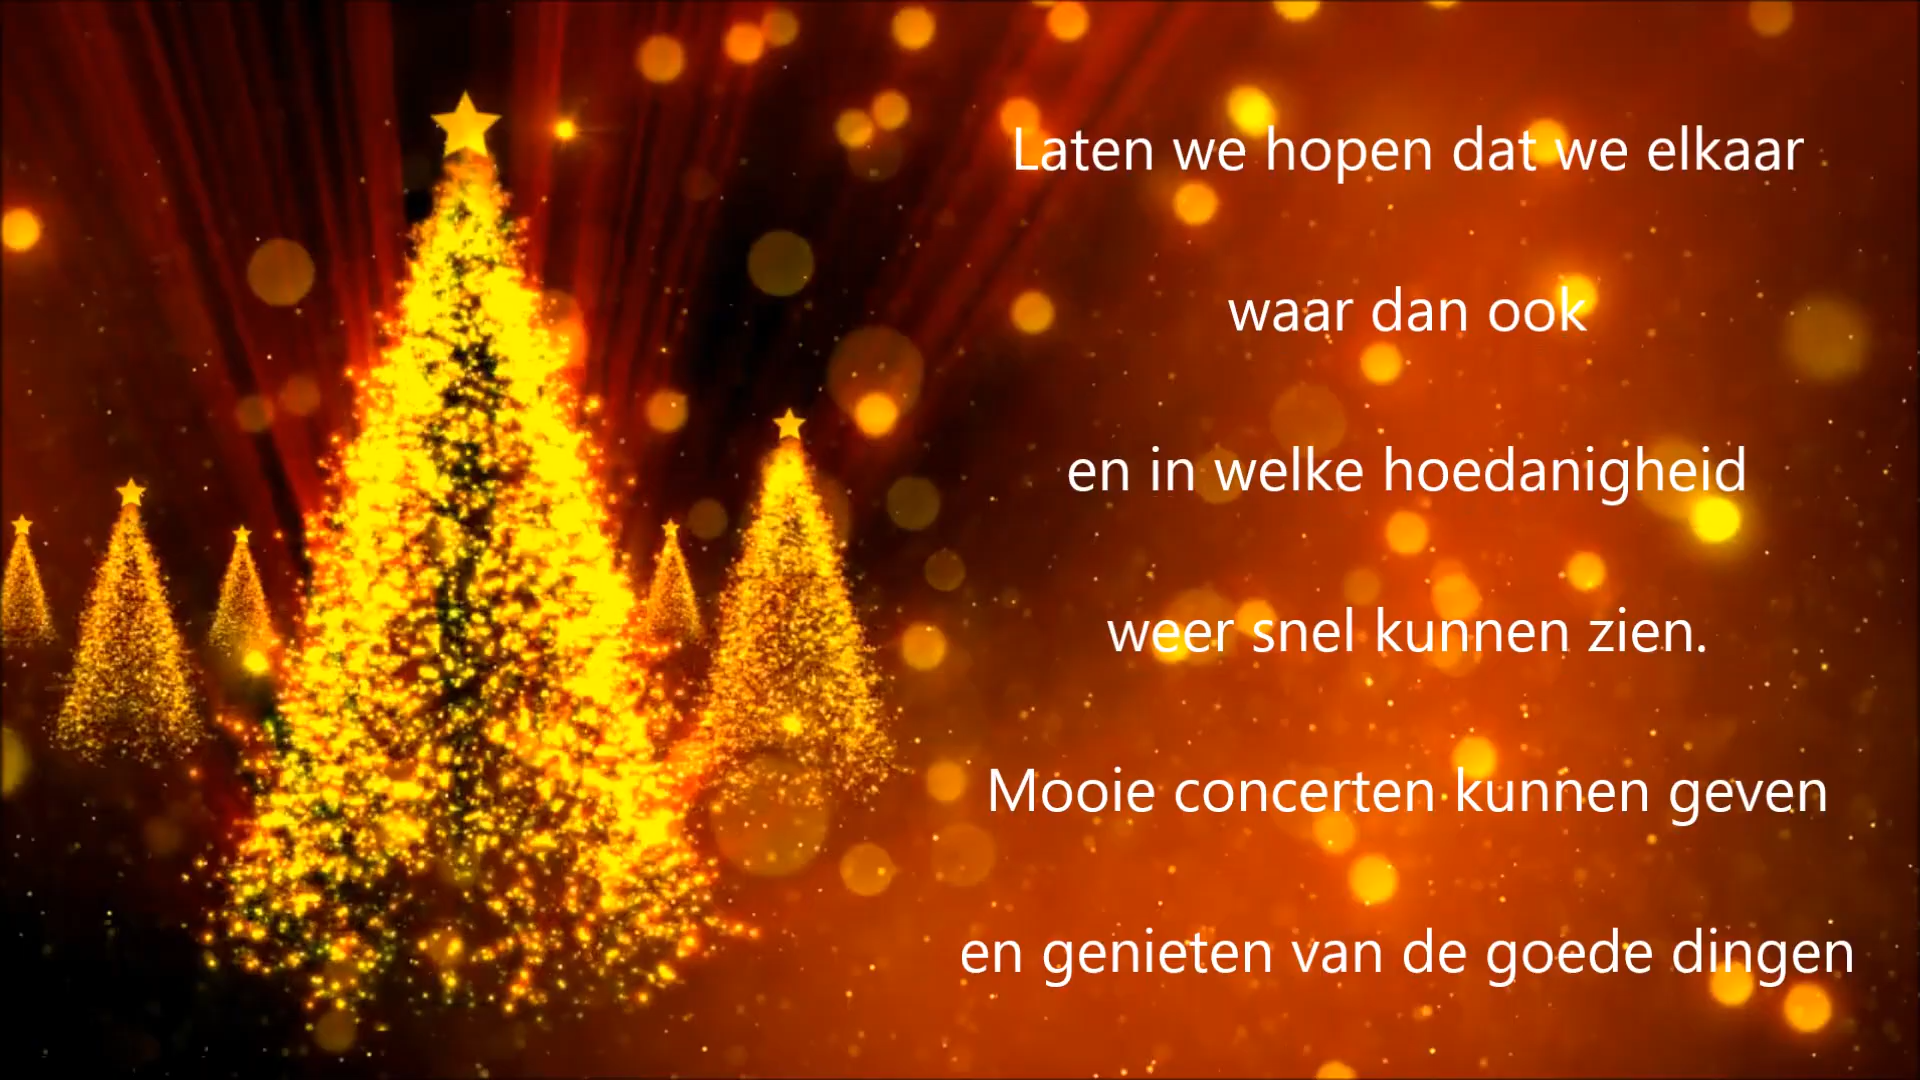 Laten we hopen dat we elkaar
waar dan ook
en in welke hoedanigheid
weer snel kunnen zien.
Mooie concerten kunnen geven
en genieten van de goede dingen